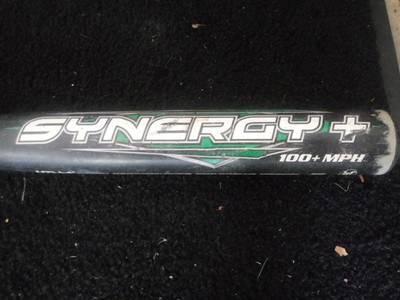 SYNERGY +
100+ MPH